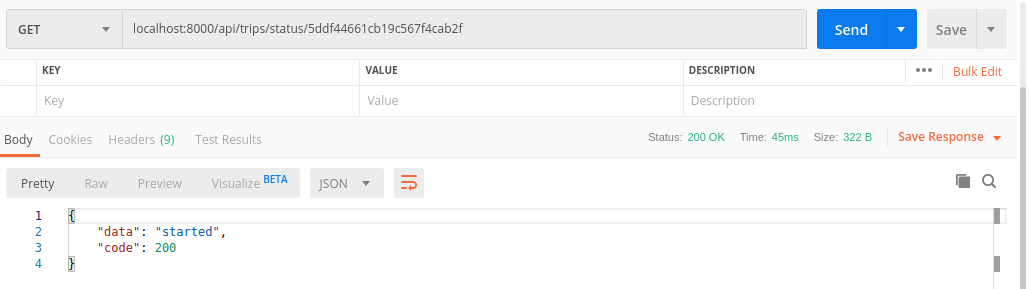 GET localhost:8000/api/trips/status/5ddf44661cb19c567f4cab2f Send Save
KEY VALUE DESCRIPTION ••• Bulk Edit
Key Value Description
Body Cookies Headers (9) Test Results Status: 200 OK Time: 45ms Size: 322 B Save Response
Pretty Raw Preview Visualize BETA JSON
1 {
2 "data": "started",
3 "code": 200
4 }